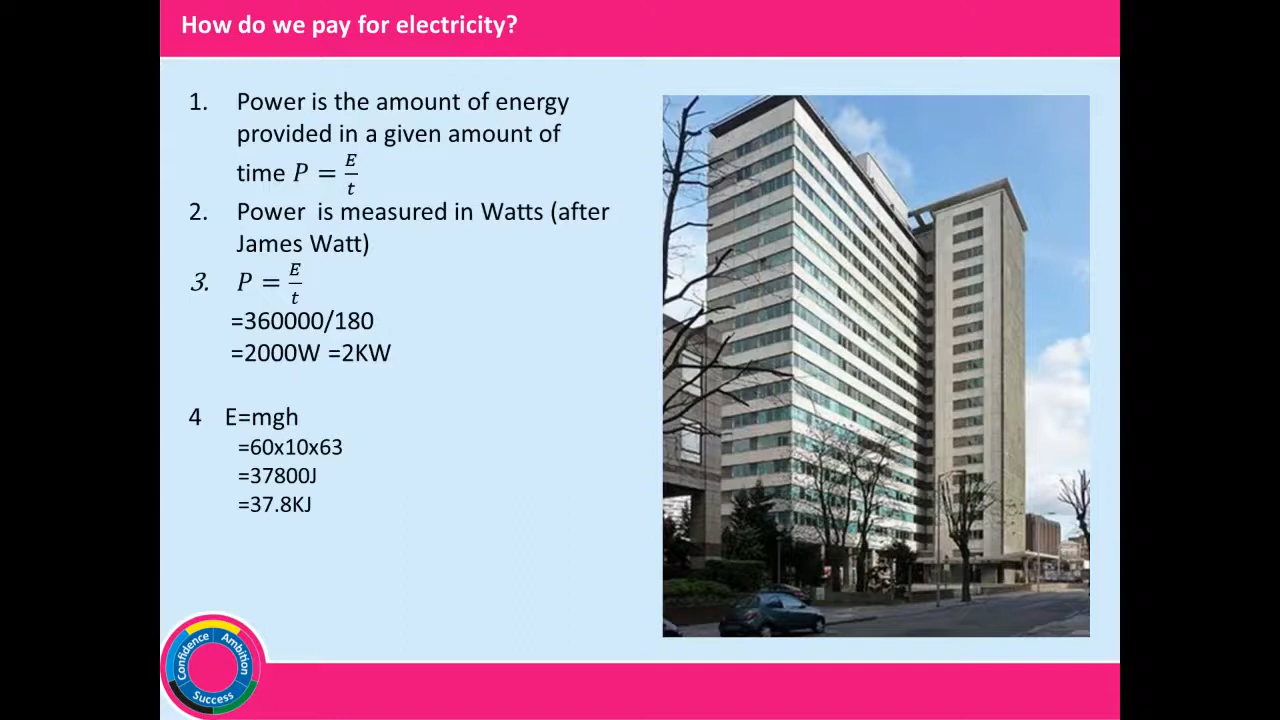 How do we pay for electricity?
1. Power is the amount of energy
provided in a given amount of
time P = E/t
2. Power is measured in Watts (after
James Watt)
3. P = E/t
=360000/180
=2000W =2KW
4 E=mgh
=60x10x63
=37800J
=37.8KJ
Confidence
Ambition
Success